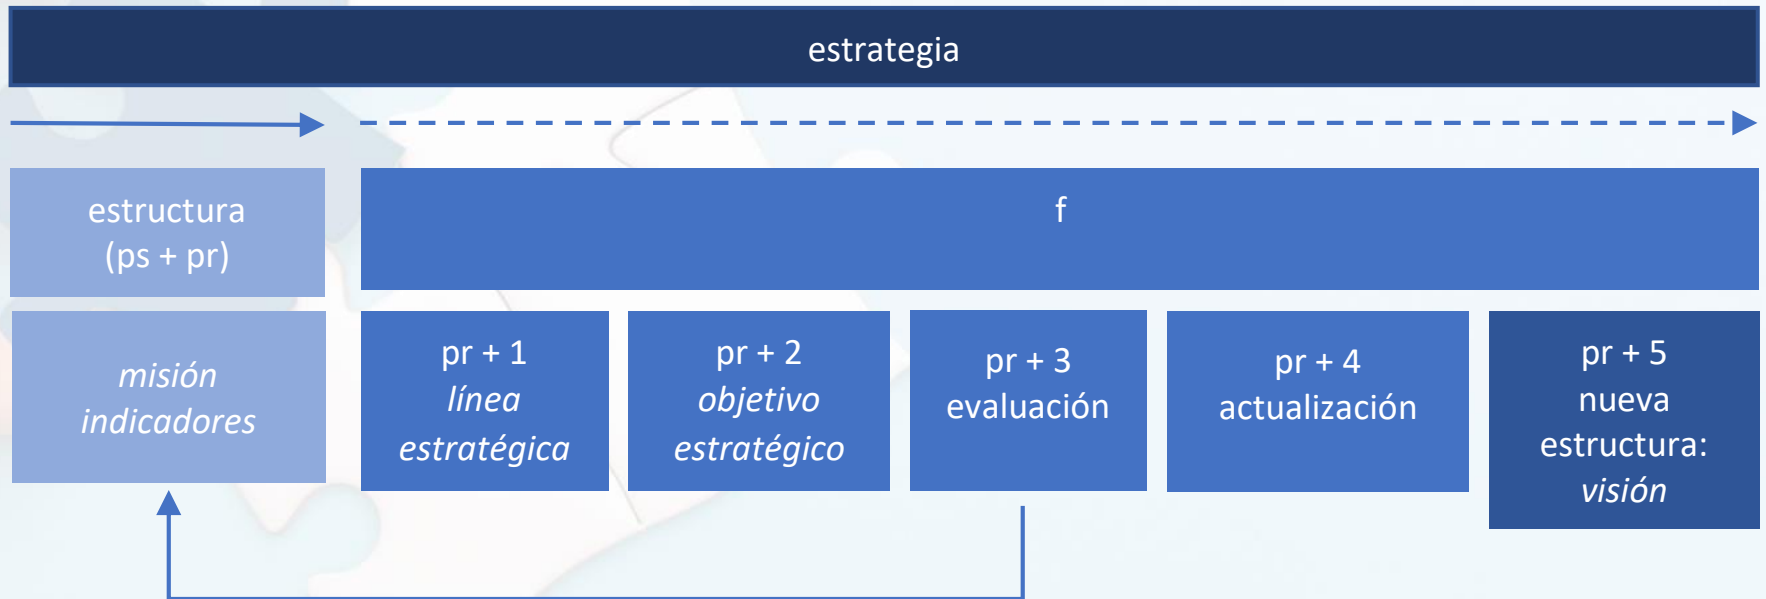 estrategia
estructura
(ps + pr)
f
misión
indicadores
pr + 1
línea
estratégica
pr + 2
objetivo
estratégico
pr + 3
evaluación
pr + 4
actualización
pr + 5
nueva
estructura:
visión